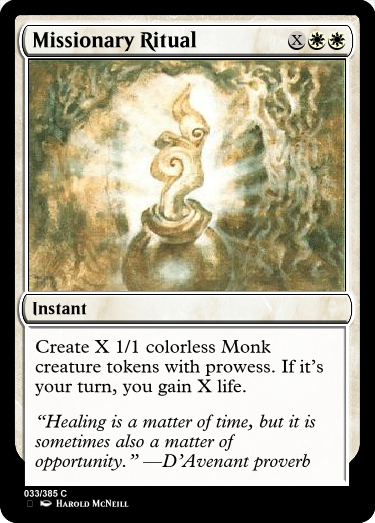 Missionary Ritual X
Instant
Create X 1/1 colorless Monk
creature tokens with prowess. If it's
your turn, you gain X life.
“Healing is a matter of time, but it is
sometimes also a matter of
opportunity.” —D'Avenant proverb
033/385 C
Harold McNeill